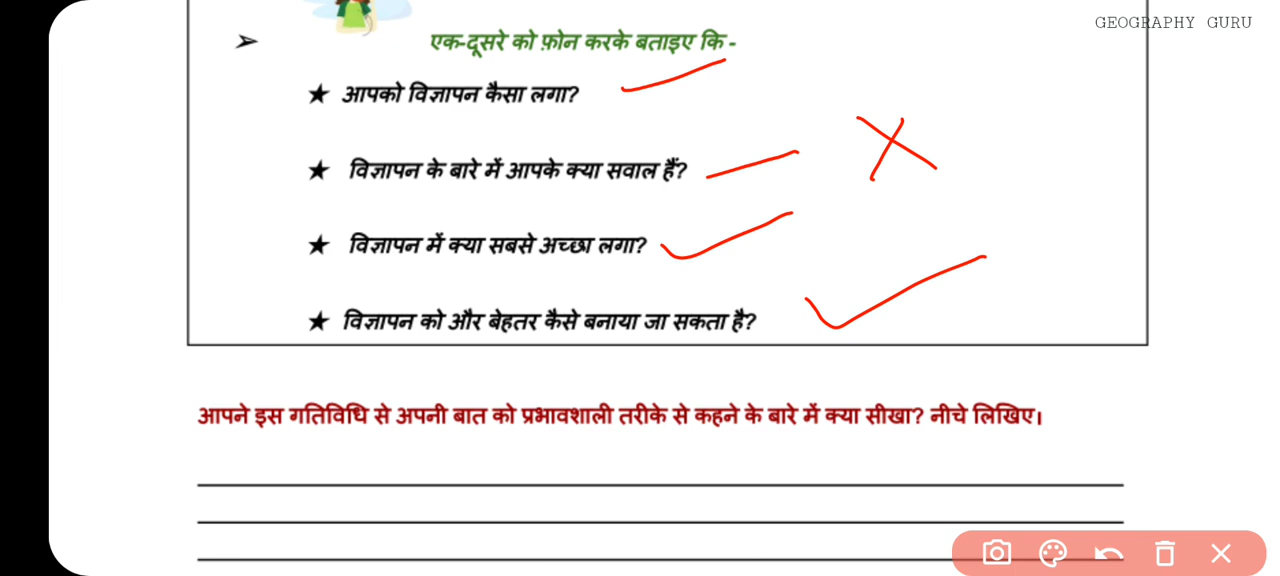 GEOGRAPHY GURU
➢ एक-दूसरे को फ़ोन करके बताइए कि -
★ आपको विज्ञापन कैसा लगा?
★ विज्ञापन के बारे में आपके क्या सवाल हैं?
★ विज्ञापन में क्या सबसे अच्छा लगा?
★ विज्ञापन को और बेहतर कैसे बनाया जा सकता है?
आपने इस गतिविधि से अपनी बात को प्रभावशाली तरीके से कहने के बारे में क्या सीखा? नीचे लिखिए।